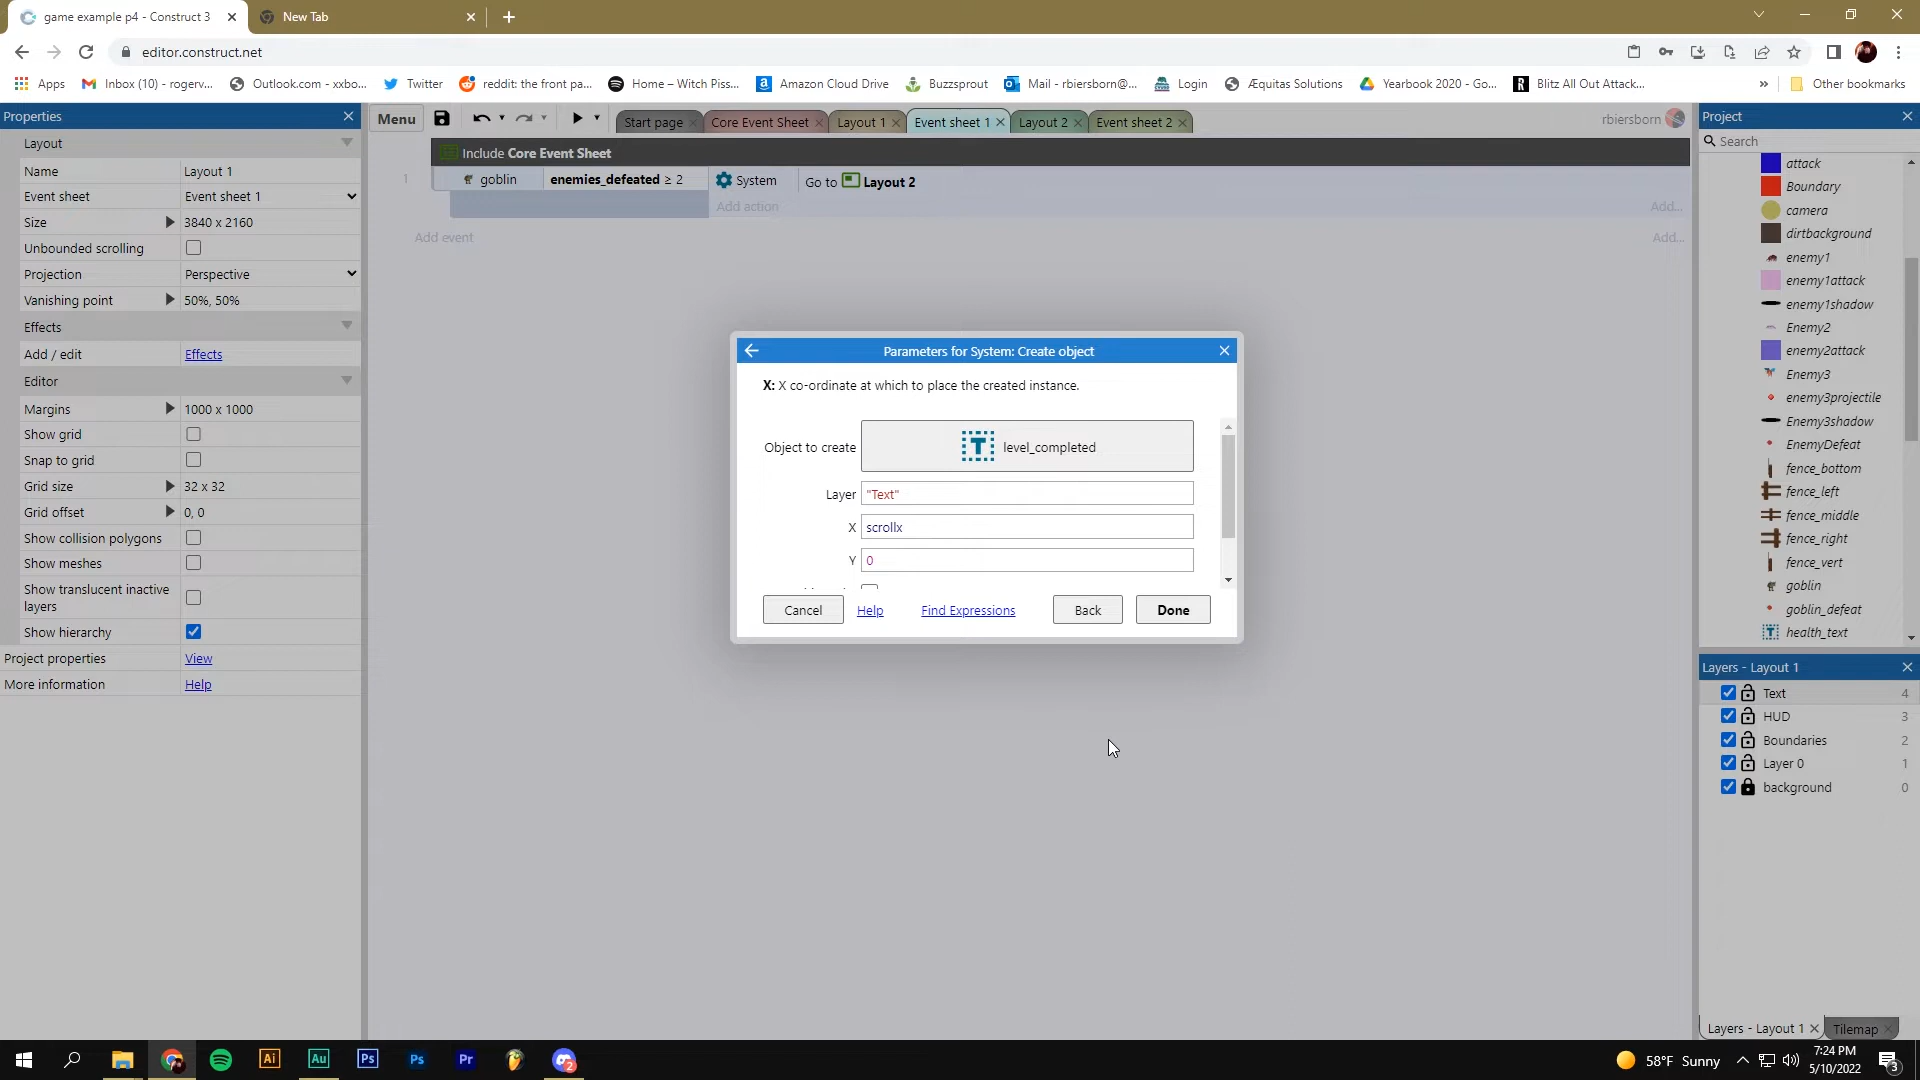 game example p4 - Construct 3
New Tab
editor.construct.net
Apps
Inbox (10) - rogerv...
Outlook.com - xxbo...
Twitter
reddit: the front pa...
Home – Witch Piss...
Amazon Cloud Drive
Buzzsprout
Mail - rbiersborn@...
Login
Æquitas Solutions
Yearbook 2020 - Go...
Blitz All Out Attack...
»
Other bookmarks
Properties
Layout
Name Layout 1
Event sheet Event sheet 1
Size 3840 x 2160
Unbounded scrolling
Projection Perspective
Vanishing point 50%, 50%
Effects
Add / edit Effects
Editor
Margins 1000 x 1000
Show grid
Snap to grid
Grid size 32 x 32
Grid offset 0, 0
Show collision polygons
Show meshes
Show translucent inactive
layers
Show hierarchy
Project properties View
More information Help
Menu
Start page
Core Event Sheet
Layout 1
Event sheet 1
Layout 2
Event sheet 2
rbiersborn
Include Core Event Sheet
1 goblin enemies_defeated ≥ 2 System Go to Layout 2
Add action Add...
Add event Add...
Parameters for System: Create object
X: X co-ordinate at which to place the created instance.
Object to create T level_completed
Layer "Text"
X scrollx
Y 0
Cancel Help Find Expressions Back Done
Project
Search
attack
Boundary
camera
dirtbackground
enemy1
enemy1attack
enemy1shadow
Enemy2
enemy2attack
Enemy3
enemy3projectile
Enemy3shadow
EnemyDefeat
fence_bottom
fence_left
fence_middle
fence_right
fence_vert
goblin
goblin_defeat
health_text
Layers - Layout 1
Text 4
HUD 3
Boundaries 2
Layer 0 1
background 0
Layers - Layout 1
Tilemap
Ai
Au
Ps
Ps
Pr
2
58°F Sunny
7:24 PM
5/10/2022
3